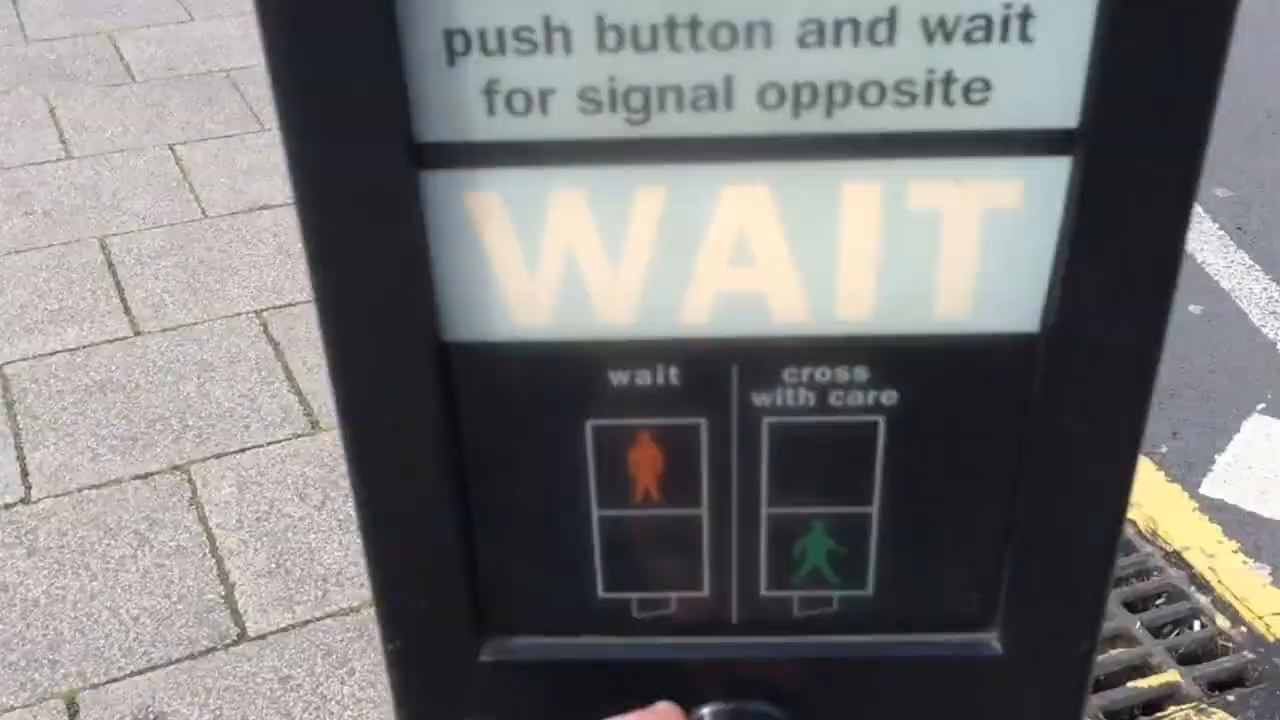 push button and wait
for signal opposite
WAIT
wait
cross
with care